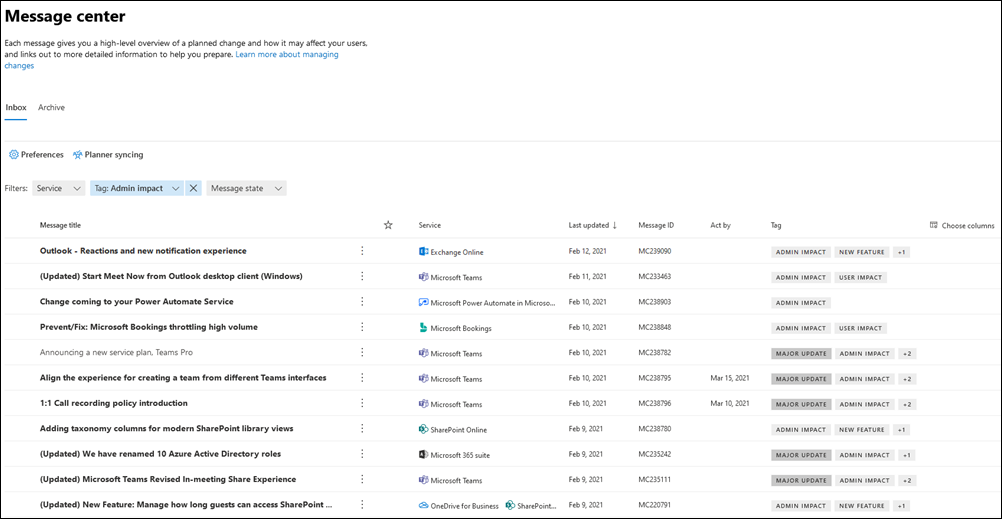 Message center
Each message gives you a high-level overview of a planned change and how it may affect your users,
and links out to more detailed information to help you prepare. Learn more about managing
changes
Inbox Archive
Preferences Planner syncing
Filters: Service Tag: Admin impact Message state
Message title Service Last updated ↓ Message ID Act by Tag Choose columns
Outlook - Reactions and new notification experience Exchange Online Feb 12, 2021 MC239090 ADMIN IMPACT NEW FEATURE +1
(Updated) Start Meet Now from Outlook desktop client (Windows) Microsoft Teams Feb 11, 2021 MC233463 ADMIN IMPACT USER IMPACT
Change coming to your Power Automate Service Microsoft Power Automate in Microso... Feb 10, 2021 MC238903 ADMIN IMPACT
Prevent/Fix: Microsoft Bookings throttling high volume Microsoft Bookings Feb 10, 2021 MC238848 ADMIN IMPACT USER IMPACT
Announcing a new service plan, Teams Pro Microsoft Teams Feb 10, 2021 MC238782 MAJOR UPDATE ADMIN IMPACT +2
Align the experience for creating a team from different Teams interfaces Microsoft Teams Feb 10, 2021 MC238795 Mar 15, 2021 MAJOR UPDATE ADMIN IMPACT +2
1:1 Call recording policy introduction Microsoft Teams Feb 10, 2021 MC238796 Mar 10, 2021 MAJOR UPDATE ADMIN IMPACT +2
Adding taxonomy columns for modern SharePoint library views SharePoint Online Feb 9, 2021 MC238780 ADMIN IMPACT NEW FEATURE +1
(Updated) We have renamed 10 Azure Active Directory roles Microsoft 365 suite Feb 9, 2021 MC235242 MAJOR UPDATE ADMIN IMPACT +1
(Updated) Microsoft Teams Revised In-meeting Share Experience Microsoft Teams Feb 9, 2021 MC235111 MAJOR UPDATE ADMIN IMPACT +2
(Updated) New Feature: Manage how long guests can access SharePoint ... OneDrive for Business SharePoint... Feb 9, 2021 MC220791 ADMIN IMPACT NEW FEATURE +1